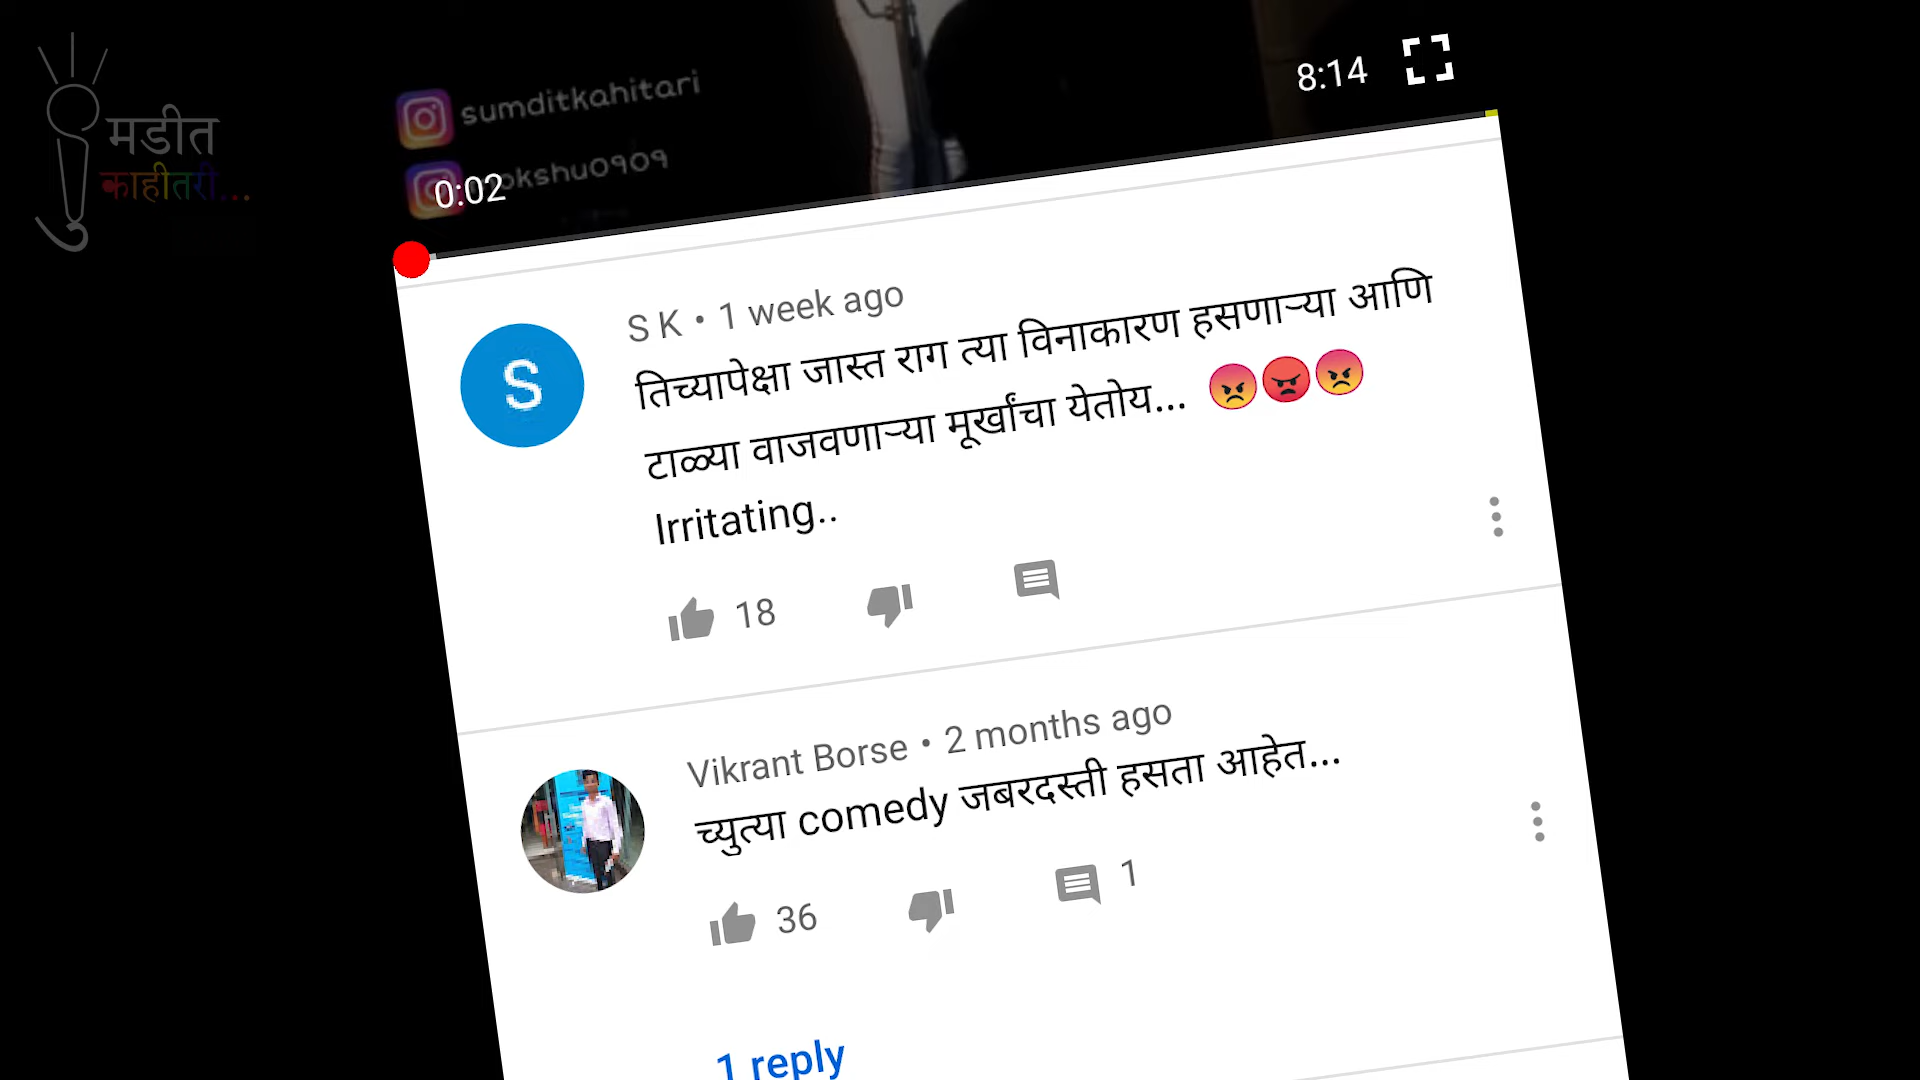 मडीत
काहीतरी...
sumditkahitari
0:02
8:14
S
S K • 1 week ago
तिच्यापेक्षा जास्त राग त्या विनाकारण हसणाऱ्या आणि
टाळ्या वाजवणाऱ्या मूर्खांचा येतोय... 😡😡😡
Irritating..
18
Vikrant Borse • 2 months ago
च्युत्या comedy जबरदस्ती हसता आहेत...
36
1
1 reply